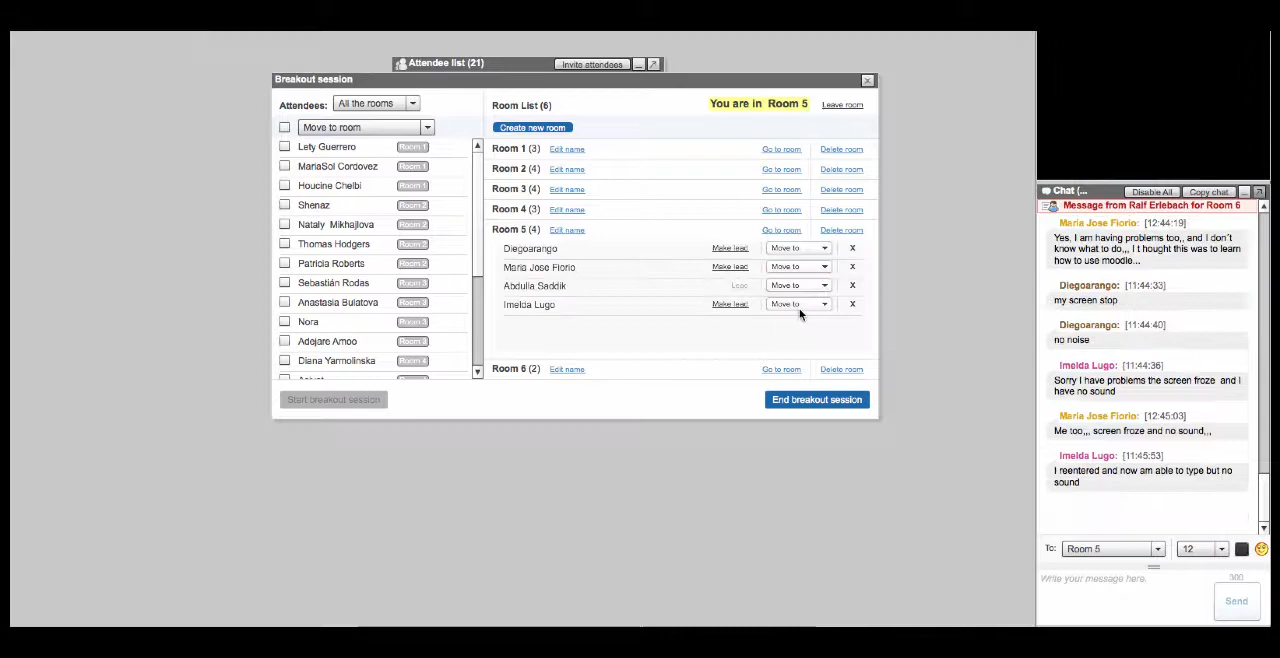 Attendee list (21)
Invite attendees
Breakout session
Attendees: All the rooms
Move to room
Lety Guerrero Room 1
MariaSol Cordovez Room 1
Houcine Chelbi Room 1
Shenaz Room 2
Nataly Mikhajlova Room 2
Thomas Hodgers Room 2
Patricia Roberts Room 2
Sebastián Rodas Room 3
Anastasia Bulatova Room 3
Nora Room 3
Adejare Amoo Room 3
Diana Yarmolinska Room 4
Start breakout session
Room List (6)
You are in Room 5
Leave room
Create new room
Room 1 (3) Edit name Go to room Delete room
Room 2 (4) Edit name Go to room Delete room
Room 3 (4) Edit name Go to room Delete room
Room 4 (3) Edit name Go to room Delete room
Room 5 (4) Edit name Go to room Delete room
Diegoarango Make lead Move to X
Maria Jose Fiorio Make lead Move to X
Abdulla Saddik Lead Move to X
Imelda Lugo Make lead Move to X
Room 6 (2) Edit name Go to room Delete room
End breakout session
Chat (... Disable All Copy chat
Message from Ralf Erlebach for Room 6
Maria Jose Fiorio: [12:44:19]
Yes, I am having problems too,, and I don´t
know what to do,,, I t hought this was to learn
how to use moodle...
Diegoarango: [11:44:33]
my screen stop
Diegoarango: [11:44:40]
no noise
Imelda Lugo: [11:44:36]
Sorry I have problems the screen froze and I
have no sound
Maria Jose Fiorio: [12:45:03]
Me too,,, screen froze and no sound,,,
Imelda Lugo: [11:45:53]
I reentered and now am able to type but no
sound
To: Room 5 12
Write your message here. 300
Send